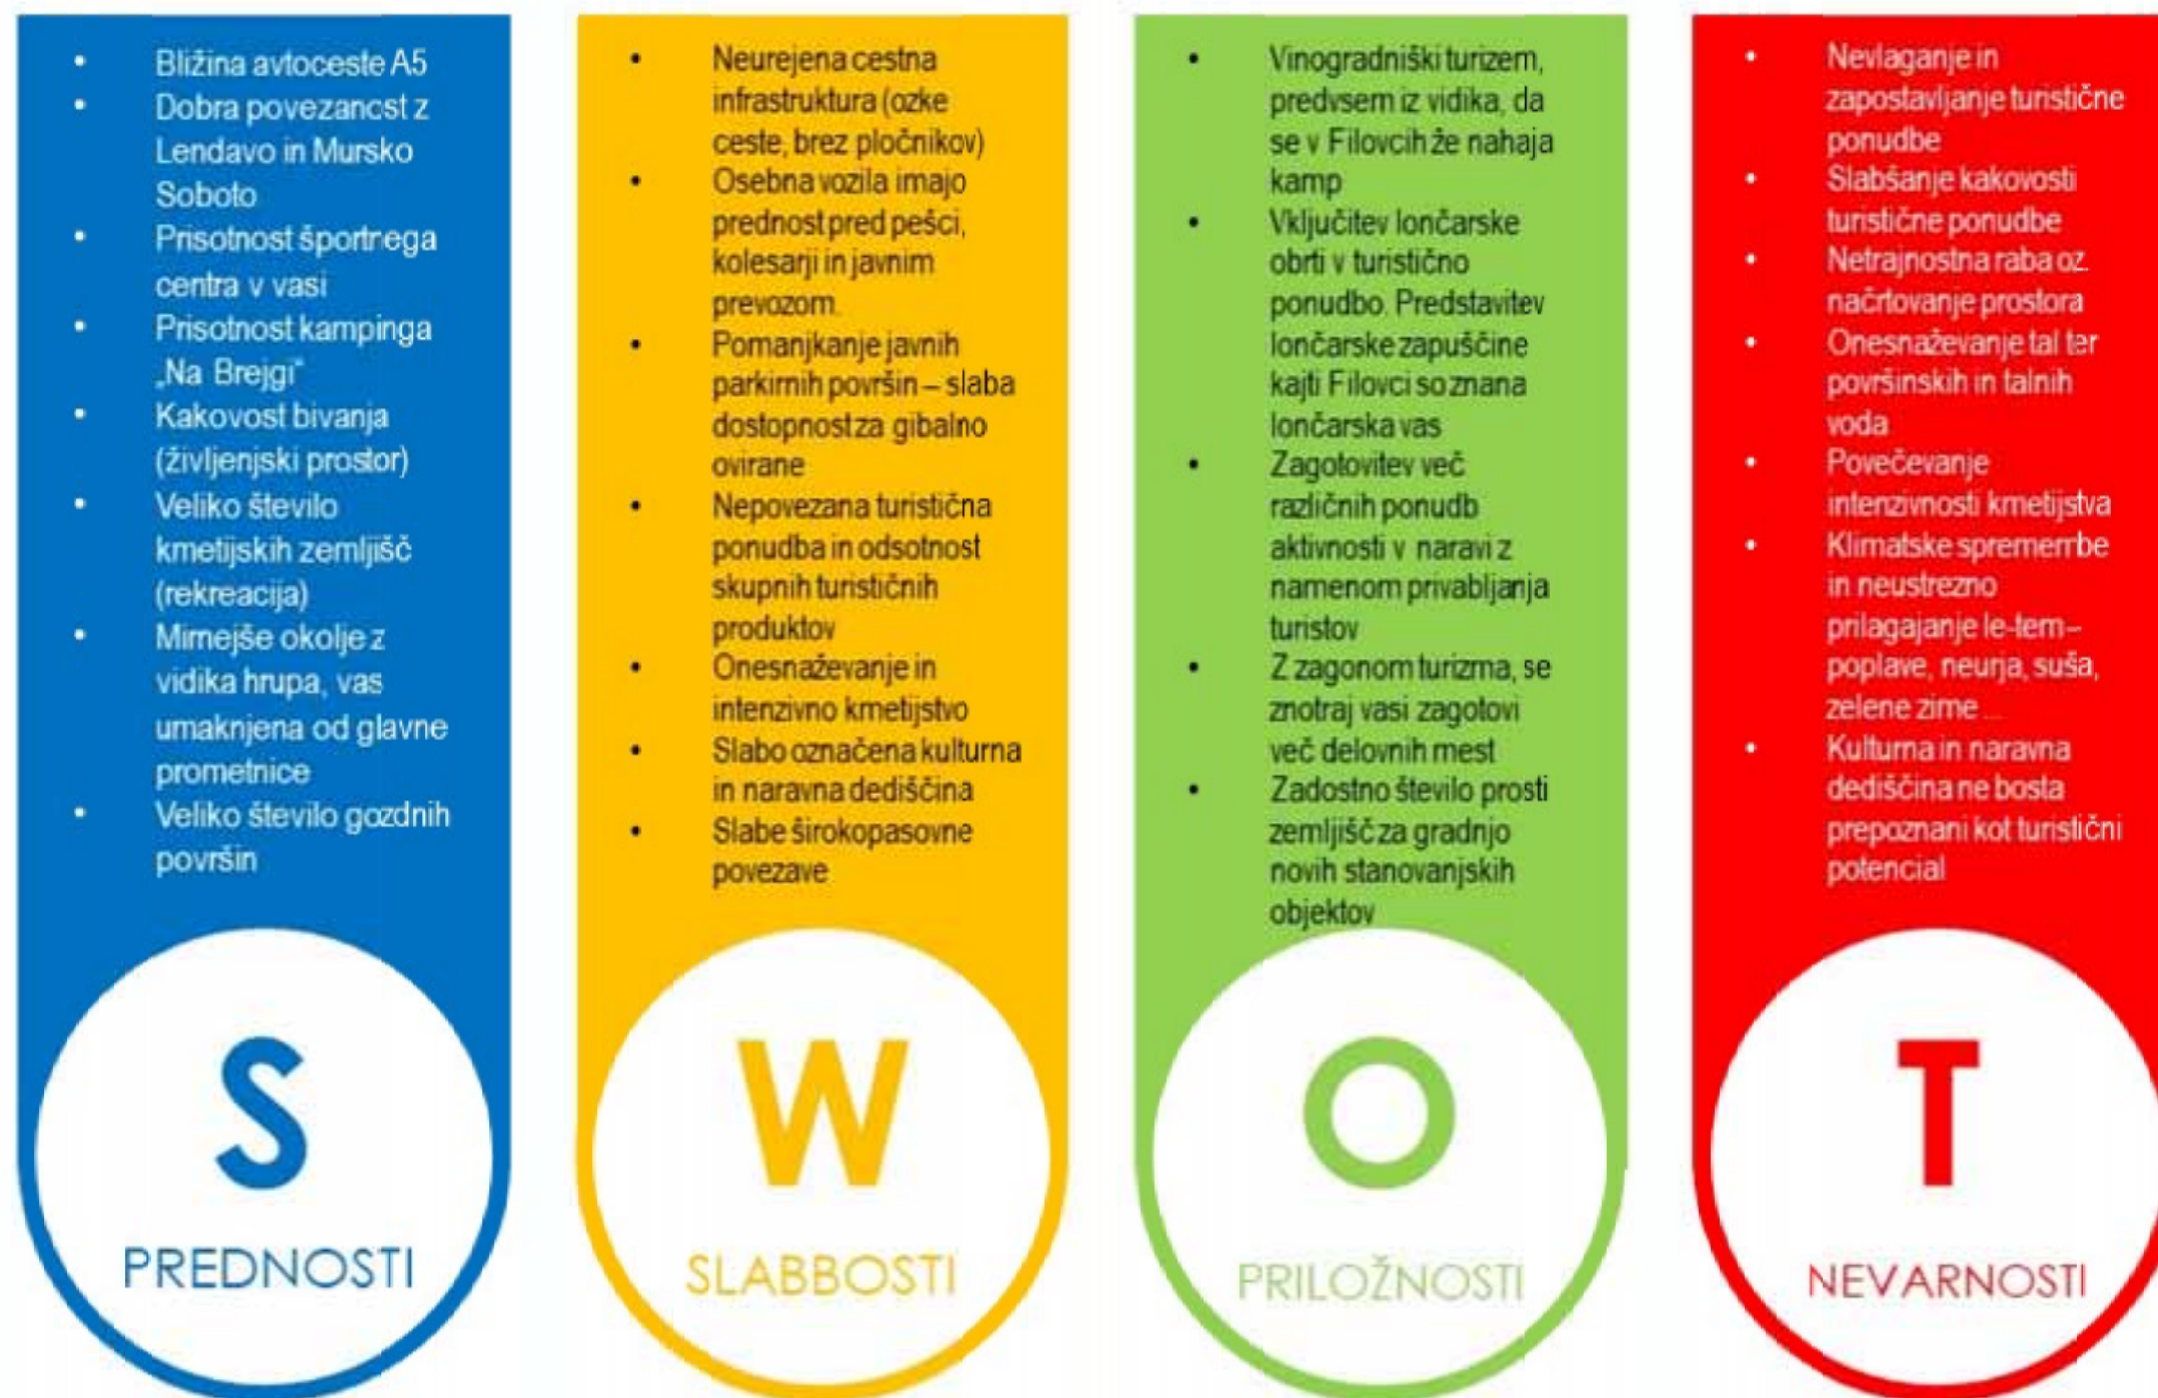 • Bližina avtoceste A5
• Dobra povezanost z
Lendavo in Mursko
Soboto
• Prisotnost športnega
centra v vasi
• Prisotnost kampinga
„Na Brejgi“
• Kakovost bivanja
(življenjski prostor)
• Veliko število
kmetijskih zemljišč
(rekreacija)
• Mirnejše okolje z
vidika hrupa, vas
umaknjena od glavne
prometnice
• Veliko število gozdnih
površin
S
PREDNOSTI
• Neurejena cestna
infrastruktura (ozke
ceste, brez pločnikov)
• Osebna vozila imajo
prednost pred pešci,
kolesarji in javnim
prevozom.
• Pomanjkanje javnih
parkirnih površin – slaba
dostopnost za gibalno
ovirane
• Nepovezana turistična
ponudba in odsotnost
skupnih turističnih
produktov
• Onesnaževanje in
intenzivno kmetijstvo
• Slabo označena kulturna
in naravna dediščina
• Slabe širokopasovne
povezave
W
SLABBOSTI
• Vinogradniški turizem,
predvsem iz vidika, da
se v Filovcih že nahaja
kamp
• Vključitev lončarske
obrti v turistično
ponudbo. Predstavitev
lončarske zapuščine
kajti Filovci so znana
lončarska vas
• Zagotovitev več
različnih ponudb
aktivnosti v naravi z
namenom privabljanja
turistov
• Z zagonom turizma, se
znotraj vasi zagotovi
več delovnih mest
• Zadostno število prosti
zemljišč za gradnjo
novih stanovanjskih
objektov
O
PRILOŽNOSTI
• Nevlaganje in
zapostavljanje turistične
ponudbe
• Slabšanje kakovosti
turistične ponudbe
• Netrajnostna raba oz.
načrtovanje prostora
• Onesnaževanje tal ter
površinskih in talnih
voda
• Povečevanje
intenzivnosti kmetijstva
• Klimatske spremembe
in neustrezno
prilagajanje le-tem –
poplave, neurja, suša,
zelene zime ...
• Kulturna in naravna
dediščina ne bosta
prepoznani kot turistični
potencial
T
NEVARNOSTI